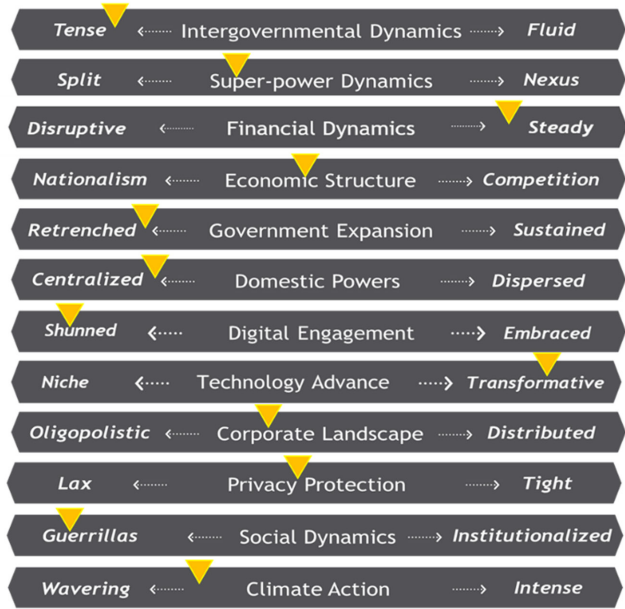 Tense Intergovernmental Dynamics Fluid
Split Super-power Dynamics Nexus
Disruptive Financial Dynamics Steady
Nationalism Economic Structure Competition
Retrenched Government Expansion Sustained
Centralized Domestic Powers Dispersed
Shunned Digital Engagement Embraced
Niche Technology Advance Transformative
Oligopolistic Corporate Landscape Distributed
Lax Privacy Protection Tight
Guerrillas Social Dynamics Institutionalized
Wavering Climate Action Intense